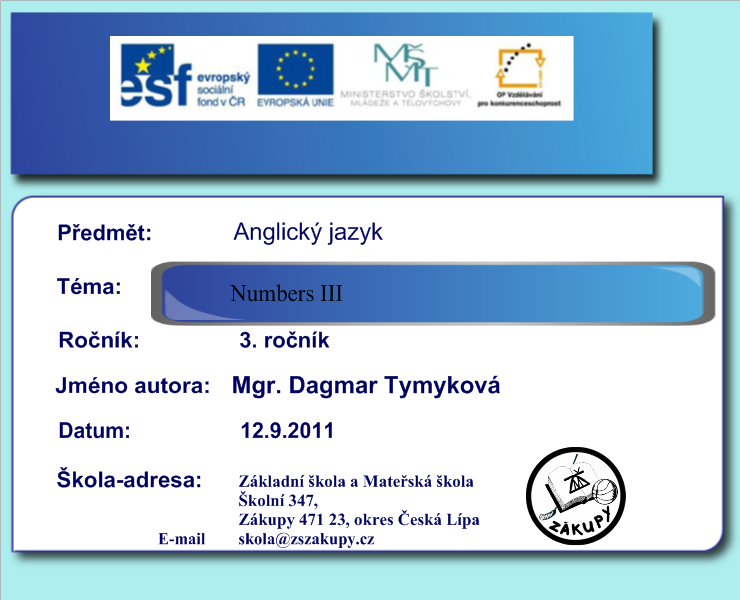 esf evropský sociální fond v ČR
EVROPSKÁ UNIE
MŠMT
MINISTERSTVO ŠKOLSTVÍ,
MLÁDEŽE A TĚLOVÝCHOVY
OP Vzdělávání
pro konkurenceschopnost
Předmět: Anglický jazyk
Téma: Numbers III
Ročník: 3. ročník
Jméno autora: Mgr. Dagmar Tymyková
Datum: 12.9.2011
Škola-adresa: Základní škola a Mateřská škola
Školní 347,
Zákupy 471 23, okres Česká Lípa
E-mail skola@zszakupy.cz
ZÁKUPY